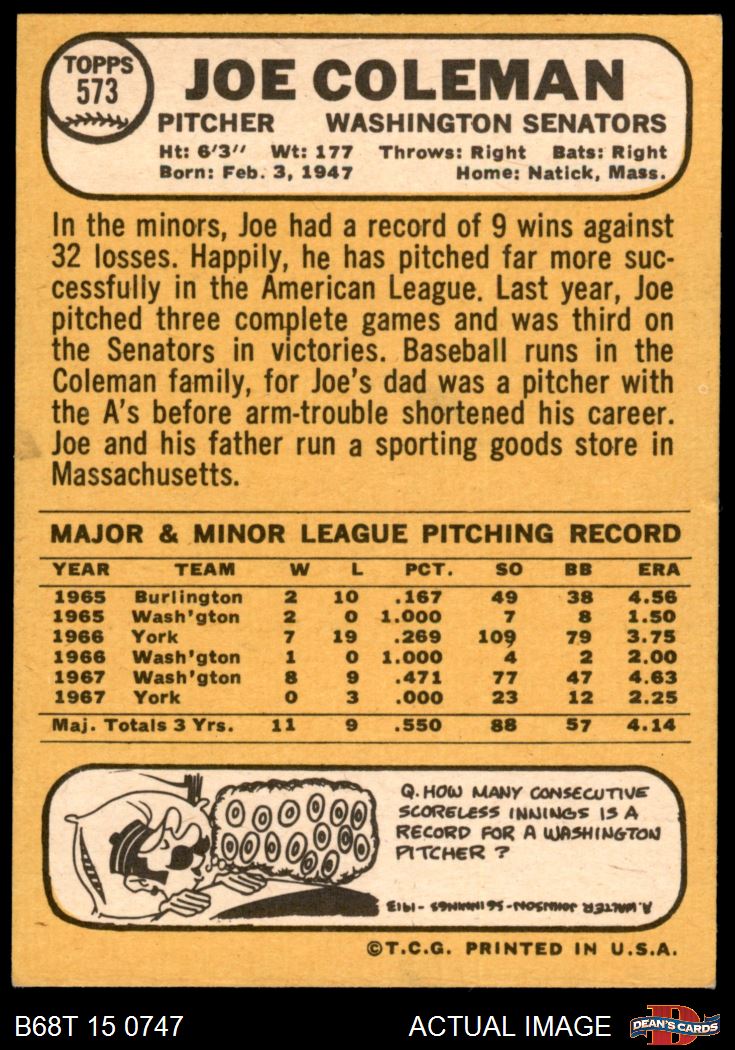 TOPPS
573
JOE COLEMAN
PITCHER WASHINGTON SENATORS
Ht: 6'3" Wt: 177 Throws: Right Bats: Right
Born: Feb. 3, 1947 Home: Natick, Mass.
In the minors, Joe had a record of 9 wins against
32 losses. Happily, he has pitched far more suc-
cessfully in the American League. Last year, Joe
pitched three complete games and was third on
the Senators in victories. Baseball runs in the
Coleman family, for Joe's dad was a pitcher with
the A's before arm-trouble shortened his career.
Joe and his father run a sporting goods store in
Massachusetts.
MAJOR & MINOR LEAGUE PITCHING RECORD
YEAR TEAM W L PCT. SO BB ERA
1965 Burlington 2 10 .167 49 38 4.56
1965 Wash'gton 2 0 1.000 7 8 1.50
1966 York 7 19 .269 109 79 3.75
1966 Wash'gton 1 0 1.000 4 2 2.00
1967 Wash'gton 8 9 .471 77 47 4.63
1967 York 0 3 .000 23 12 2.25
Maj. Totals 3 Yrs. 11 9 .550 88 57 4.14
Q. HOW MANY CONSECUTIVE
SCORELESS INNINGS IS A
RECORD FOR A WASHINGTON
PITCHER ?
A. WALTER JOHNSON - 56 INNINGS - 1913
©T.C.G. PRINTED IN U.S.A.
B68T 15 0747 ACTUAL IMAGE
DEAN'S CARDS